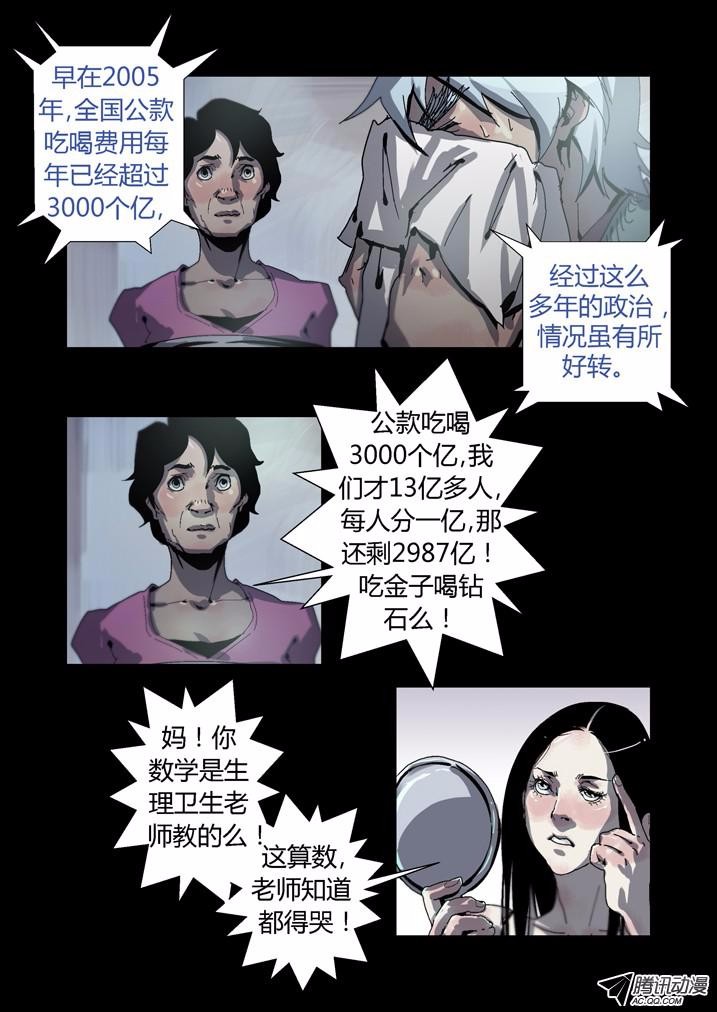 早在2005
年,全国公款
吃喝费用每
年已经超过
3000个亿,
经过这么
多年的政治,
情况虽有所
好转。
公款吃喝
3000个亿,我
们才13亿多人,
每人分一亿,那
还剩2987亿!
吃金子喝钻
石么!
妈!你
数学是生
理卫生老
师教的么!
这算数,
老师知道
都得哭!
腾讯动漫
AC.QQ.COM